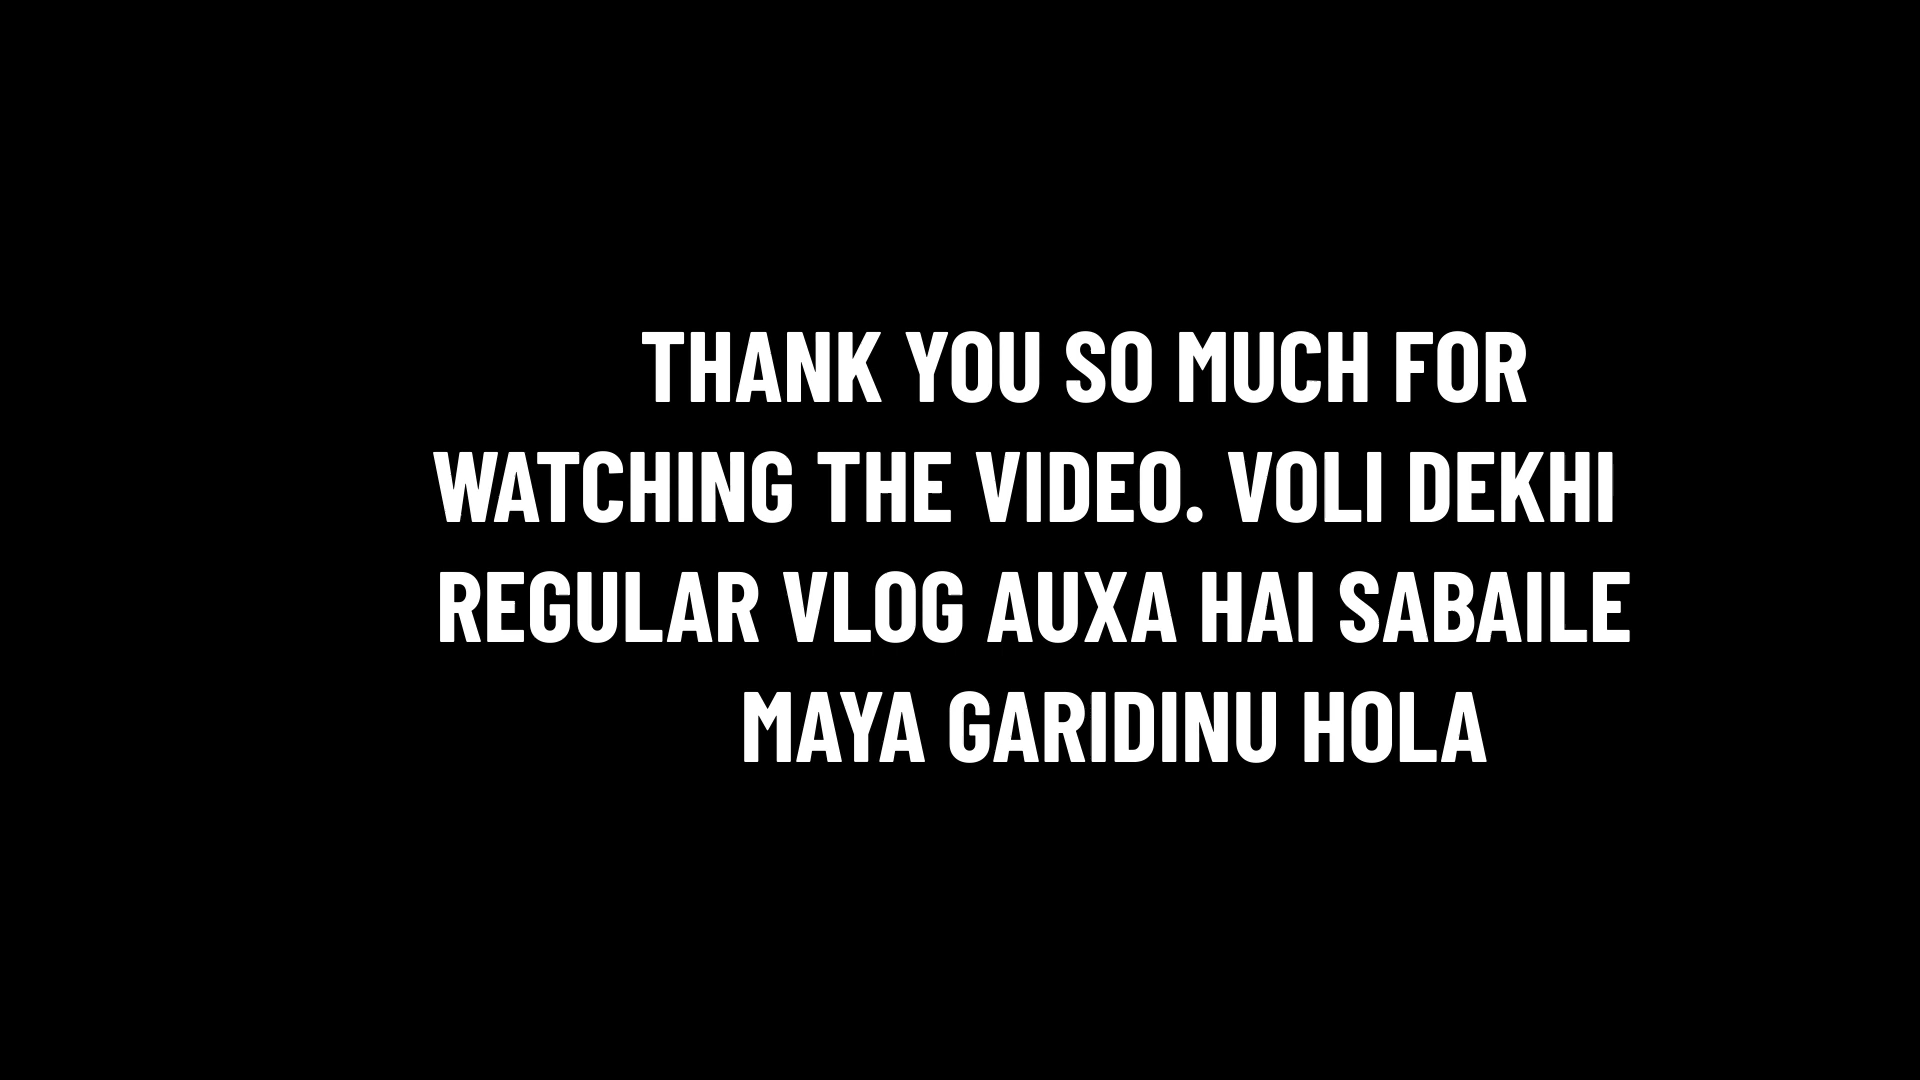 THANK YOU SO MUCH FOR
WATCHING THE VIDEO. VOLI DEKHI
REGULAR VLOG AUXA HAI SABAILE
MAYA GARIDINU HOLA